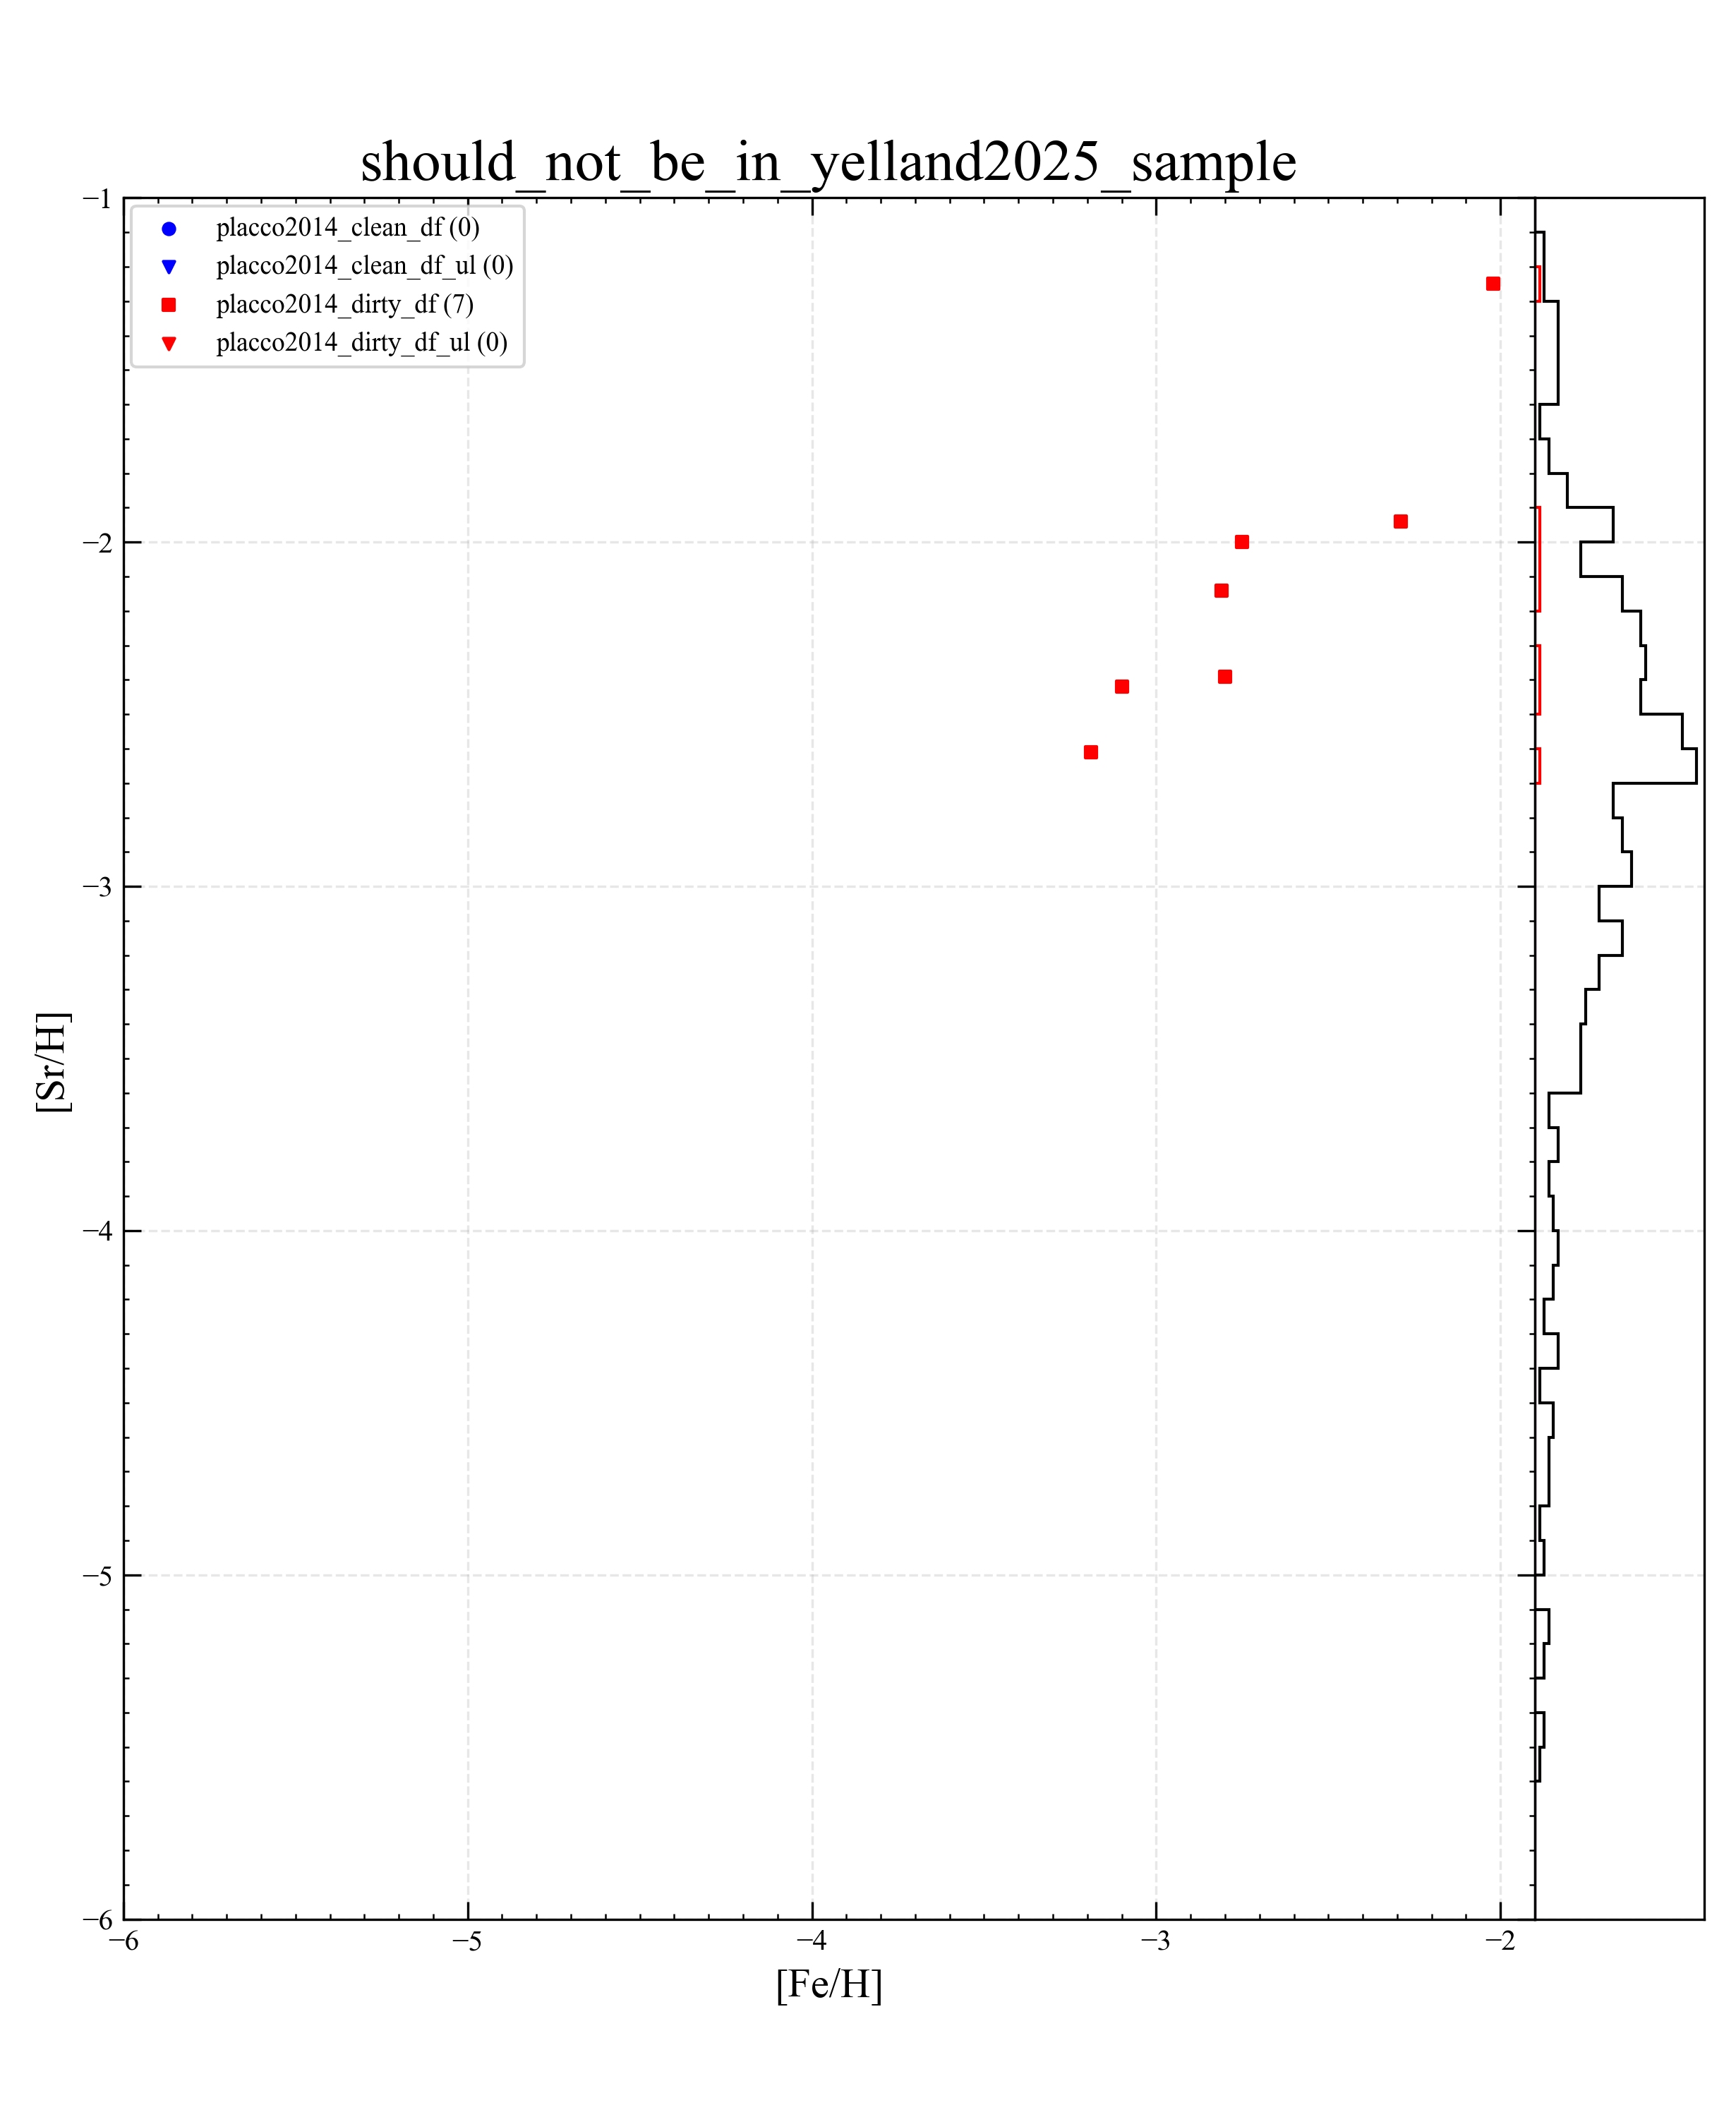 should_not_be_in_yelland2025_sample
placco2014_clean_df (0)
placco2014_clean_df_ul (0)
placco2014_dirty_df (7)
placco2014_dirty_df_ul (0)
−1
−2
−3
−4
−5
−6
[Sr/H]
−6
−5
−4
−3
−2
[Fe/H]